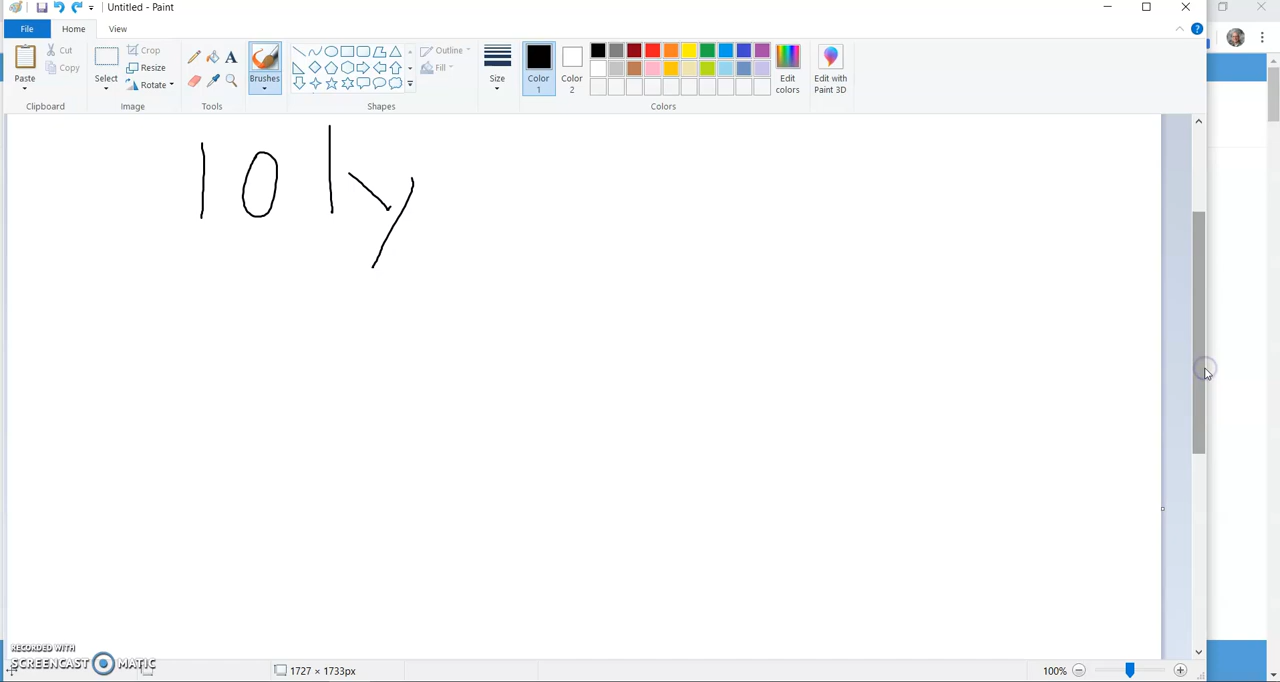 Untitled - Paint
File Home View
Paste
Cut
Copy
Clipboard
Select
Crop
Resize
Rotate
Image
Tools
Brushes
Shapes
Outline
Fill
Size
Color 1
Color 2
Colors
Edit colors
Edit with Paint 3D
10 ly
RECORDED WITH
SCREENCAST MATIC
1727 × 1733px
100%